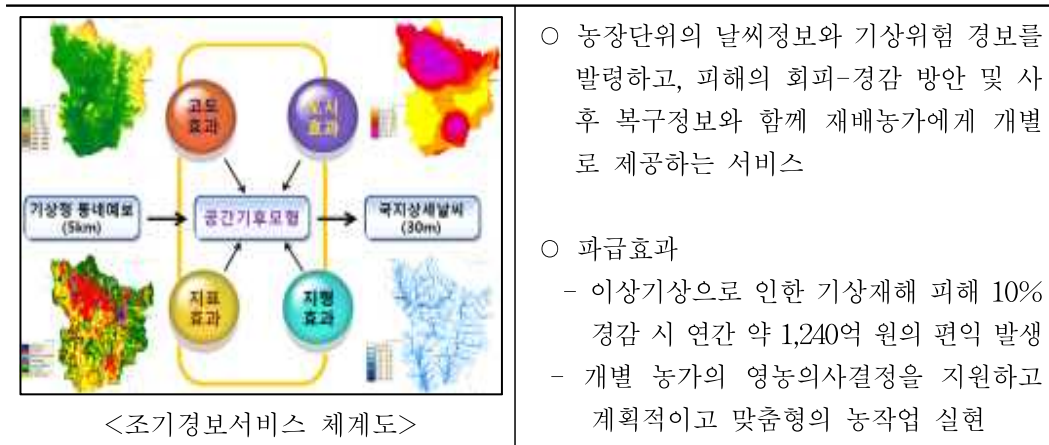 고도
효과
도시
효과
기상청 동네예보
(5km)
공간기후모형
국지상세날씨
(30m)
지표
효과
지형
효과
<조기경보서비스 체계도>
○ 농장단위의 날씨정보와 기상위험 경보를
발령하고, 피해의 회피-경감 방안 및 사
후 복구정보와 함께 재배농가에게 개별
로 제공하는 서비스
○ 파급효과
- 이상기상으로 인한 기상재해 피해 10%
경감 시 연간 약 1,240억 원의 편익 발생
- 개별 농가의 영농의사결정을 지원하고
계획적이고 맞춤형의 농작업 실현